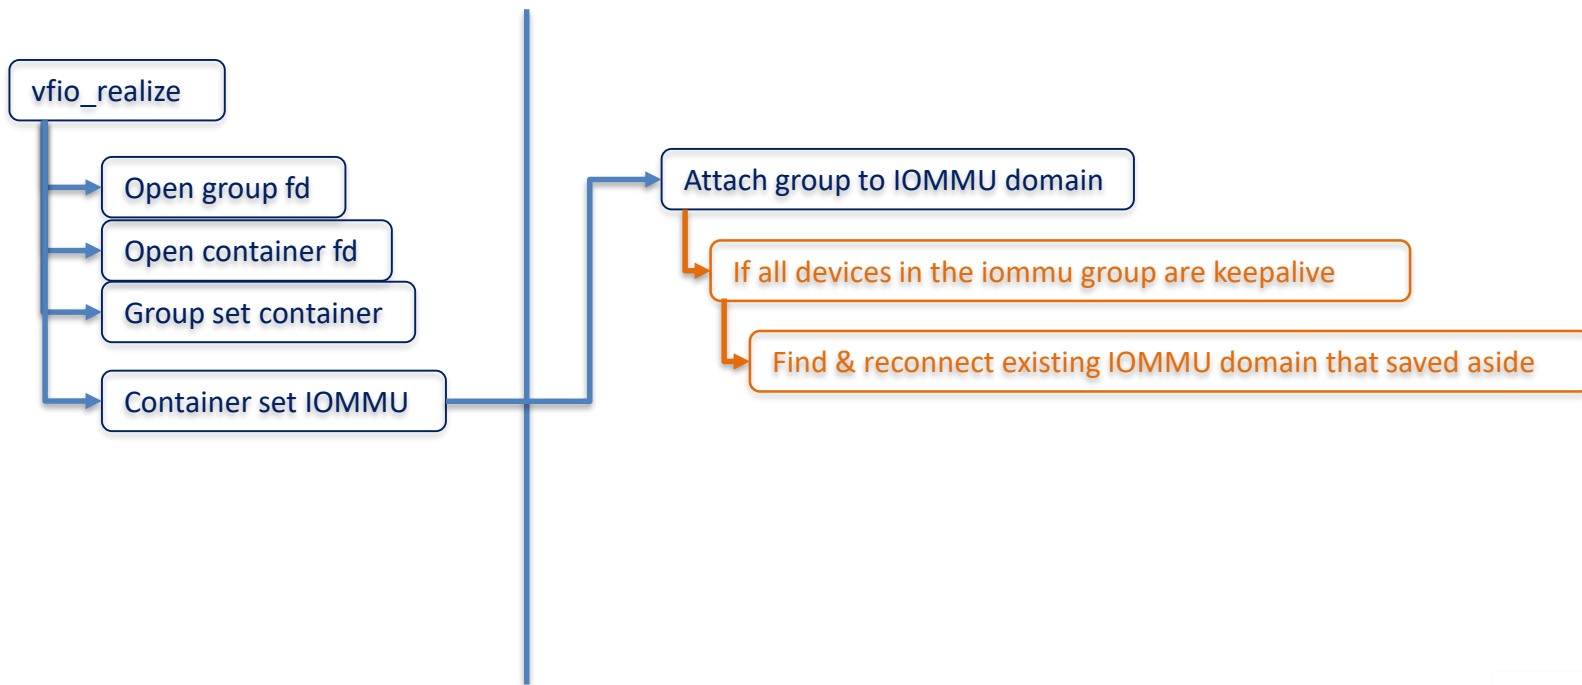 vfio_realize
Open group fd
Open container fd
Group set container
Container set IOMMU
Attach group to IOMMU domain
If all devices in the iommu group are keepalive
Find & reconnect existing IOMMU domain that saved aside